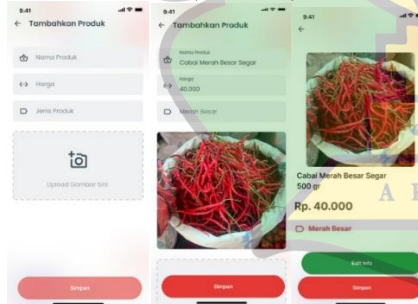 9:41
← Tambahkan Produk
Nama Produk
Harga
Jenis Produk
Upload Gambar Sini
Simpan
9:41
← Tambahkan Produk
Nama Produk
Cabai Merah Besar Segar
Harga
40.000
Merah Besar
Simpan
9:41
←
Cabai Merah Besar Segar
500 gr
Rp. 40.000
Merah Besar
Edit Info
Simpan